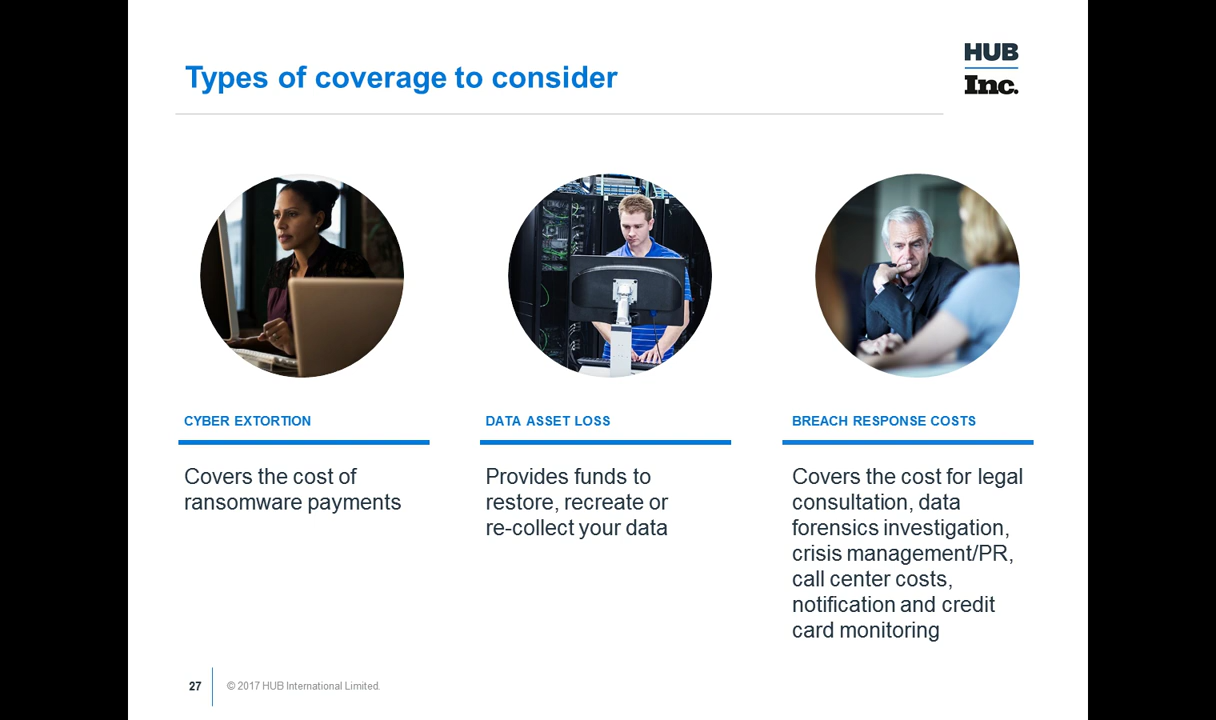 Types of coverage to consider
HUB
Inc.
CYBER EXTORTION
Covers the cost of
ransomware payments
DATA ASSET LOSS
Provides funds to
restore, recreate or
re-collect your data
BREACH RESPONSE COSTS
Covers the cost for legal
consultation, data
forensics investigation,
crisis management/PR,
call center costs,
notification and credit
card monitoring
27
© 2017 HUB International Limited.